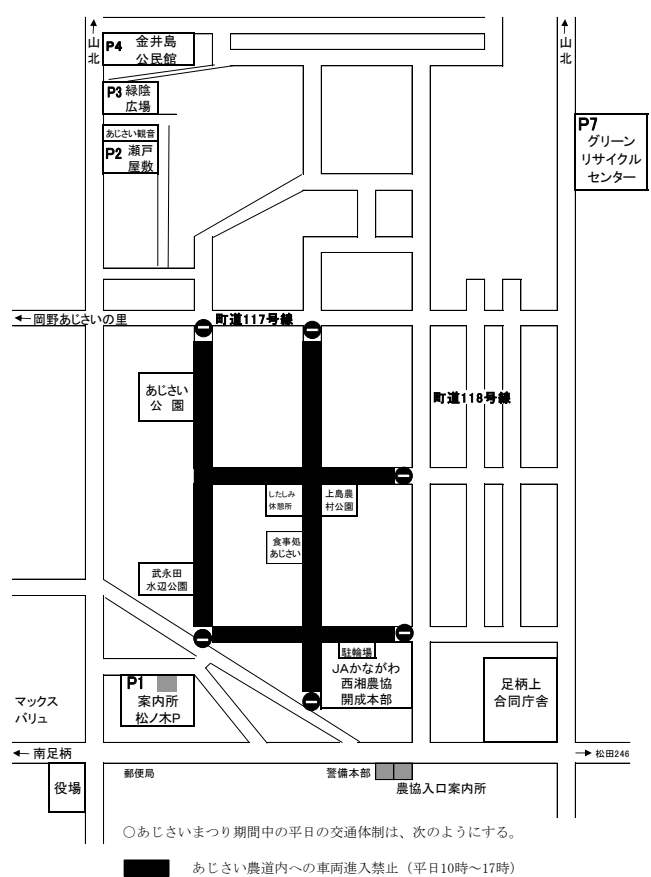 ↑山北
↑山北
P4 金井島
公民館
P3 緑陰
広場
あじさい観音
P2 瀬戸
屋敷
P7
グリーン
リサイクル
センター
←岡野あじさいの里
町道117号線
あじさい
公 園
町道118号線
したしみ
休憩所
上島農
村公園
食事処
あじさい
武永田
水辺公園
駐輪場
JAかながわ
西湘農協
開成本部
P1
案内所
松ノ木P
足柄上
合同庁舎
マックス
バリュ
←南足柄
→松田246
役場
郵便局
警備本部
農協入口案内所
○あじさいまつり期間中の平日の交通体制は、次のようにする。
あじさい農道内への車両進入禁止（平日10時～17時）